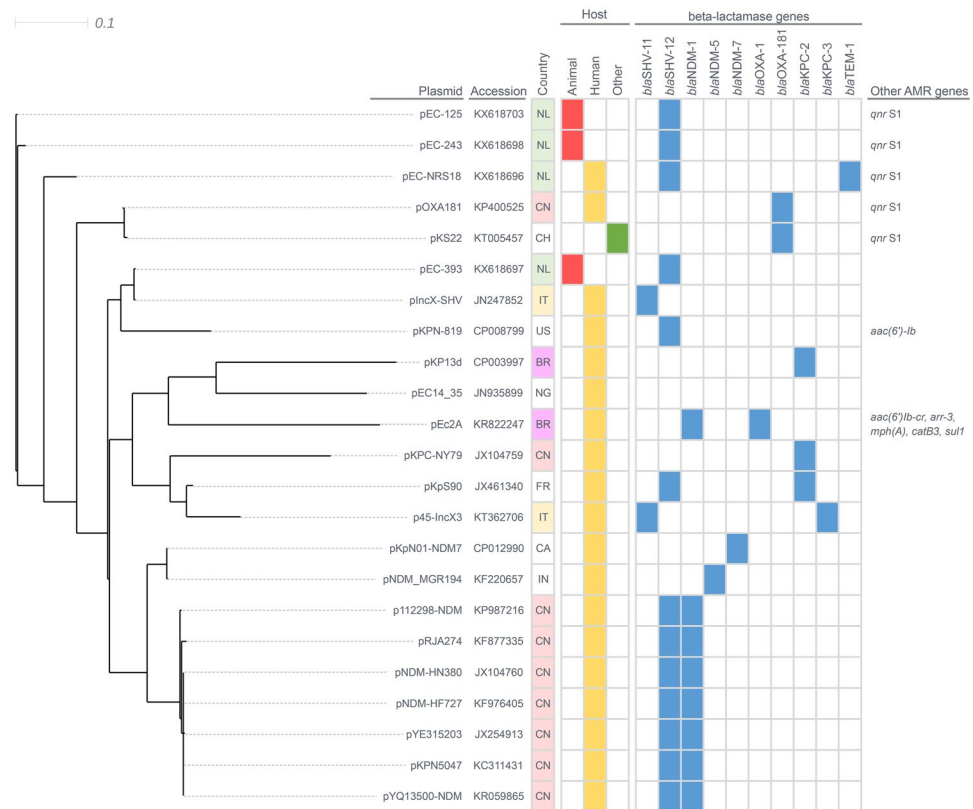 0.1
Host
beta-lactamase genes
Plasmid Accession Country Animal Human Other blaSHV-11 blaSHV-12 blaNDM-1 blaNDM-5 blaNDM-7 blaOXA-1 blaOXA-181 blaKPC-2 blaKPC-3 blaTEM-1 Other AMR genes
pEC-125 KX618703 NL qnr S1
pEC-243 KX618698 NL qnr S1
pEC-NRS18 KX618696 NL qnr S1
pOXA181 KP400525 CN qnr S1
pKS22 KT005457 CH qnr S1
pEC-393 KX618697 NL
pIncX-SHV JN247852 IT
pKPN-819 CP008799 US aac(6')-Ib
pKP13d CP003997 BR
pEC14_35 JN935899 NG
pEc2A KR822247 BR aac(6')Ib-cr, arr-3,
mph(A), catB3, sul1
pKPC-NY79 JX104759 CN
pKpS90 JX461340 FR
p45-IncX3 KT362706 IT
pKpN01-NDM7 CP012990 CA
pNDM_MGR194 KF220657 IN
p112298-NDM KP987216 CN
pRJA274 KF877335 CN
pNDM-HN380 JX104760 CN
pNDM-HF727 KF976405 CN
pYE315203 JX254913 CN
pKPN5047 KC311431 CN
pYQ13500-NDM KR059865 CN